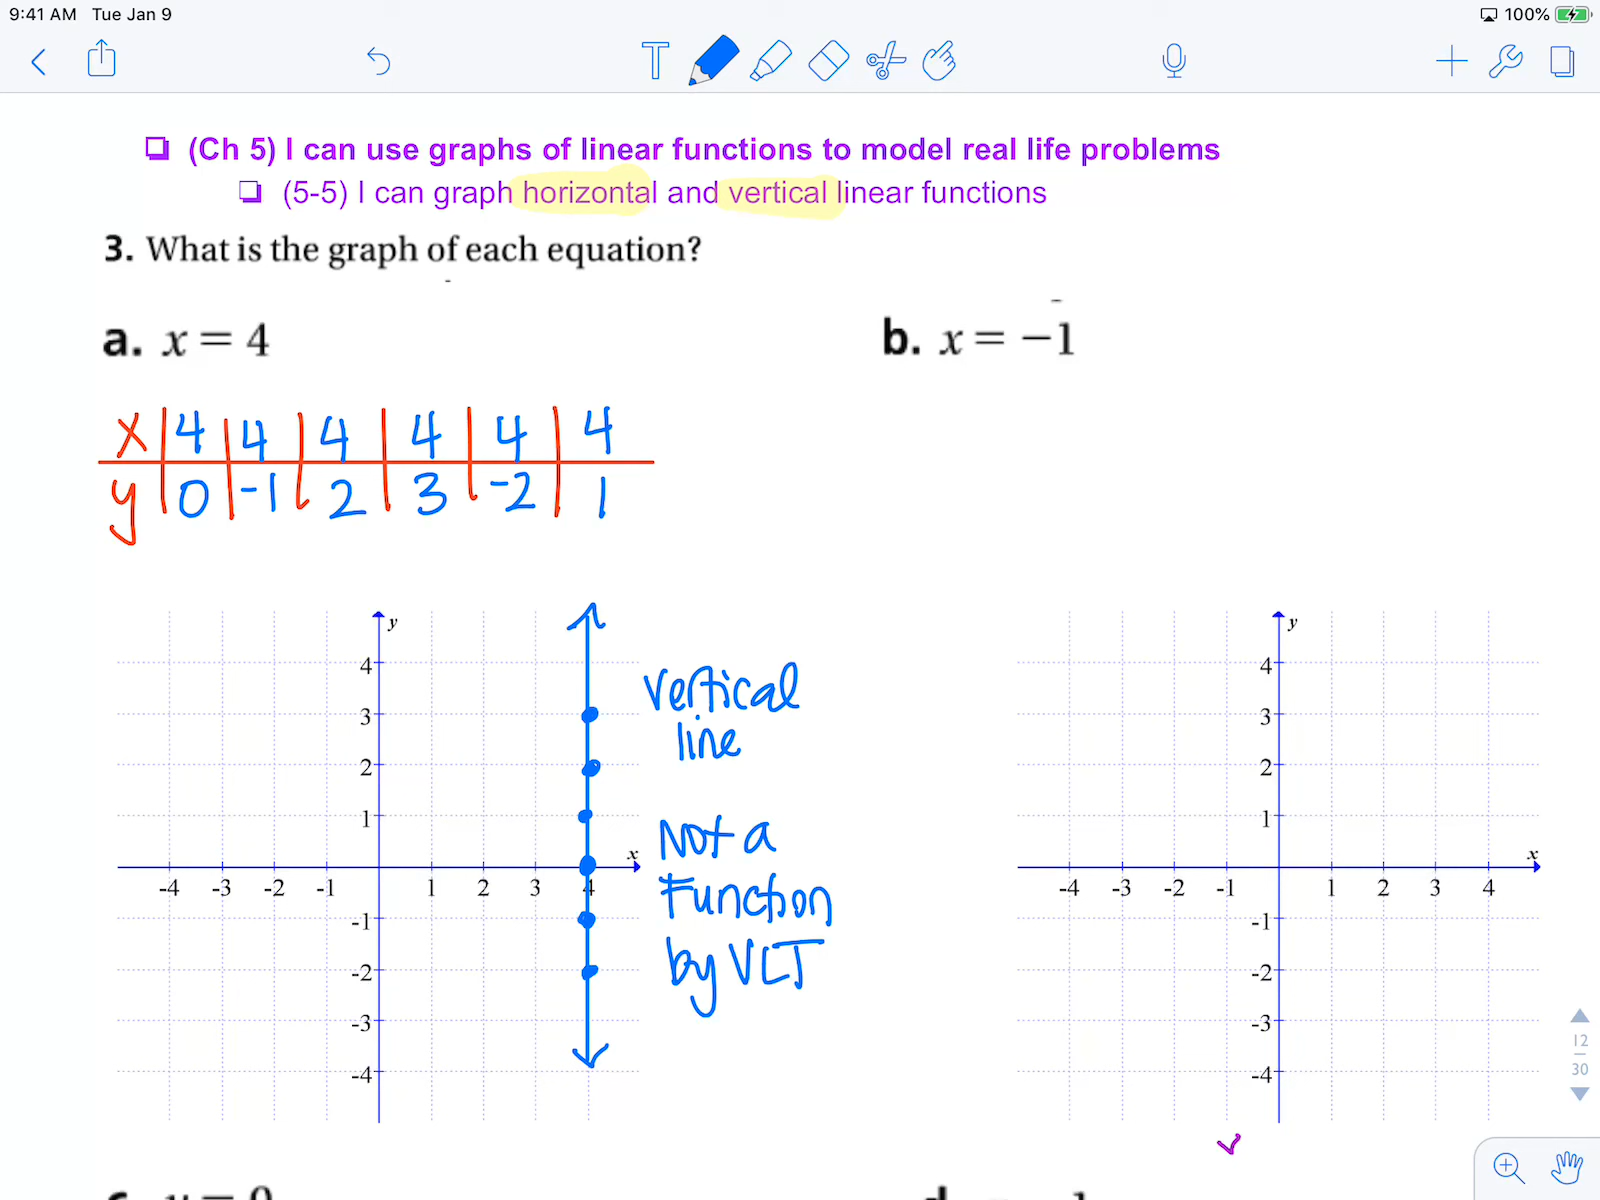 9:41 AM Tue Jan 9 100%
(Ch 5) I can use graphs of linear functions to model real life problems
(5-5) I can graph horizontal and vertical linear functions
3. What is the graph of each equation?
a. x = 4
b. x = -1
x 4 4 4 4 4 4
y 0 -1 2 3 -2 1
y
4
3
2
1
x
-4 -3 -2 -1 1 2 3 4
-1
-2
-3
-4
Vertical
line
Not a
Function
by VLT
y
4
3
2
1
x
-4 -3 -2 -1 1 2 3 4
-1
-2
-3
-4
12
30